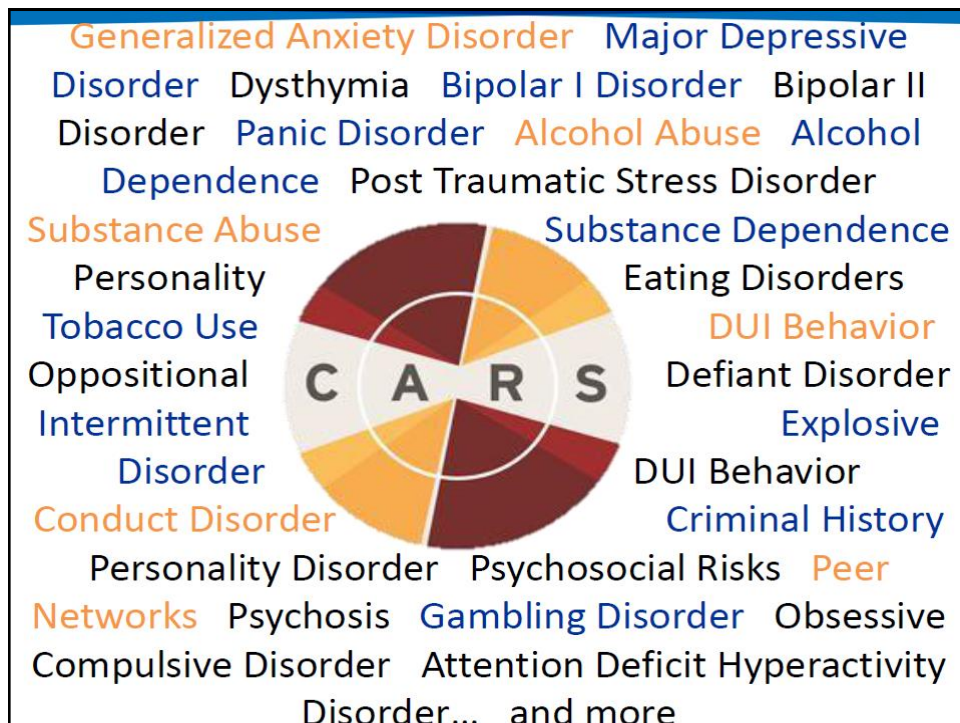 Generalized Anxiety Disorder Major Depressive
Disorder Dysthymia Bipolar I Disorder Bipolar II
Disorder Panic Disorder Alcohol Abuse Alcohol
Dependence Post Traumatic Stress Disorder
Substance Abuse Substance Dependence
Personality Eating Disorders
Tobacco Use DUI Behavior
Oppositional C A R S Defiant Disorder
Intermittent Explosive
Disorder DUI Behavior
Conduct Disorder Criminal History
Personality Disorder Psychosocial Risks Peer
Networks Psychosis Gambling Disorder Obsessive
Compulsive Disorder Attention Deficit Hyperactivity
Disorder... and more